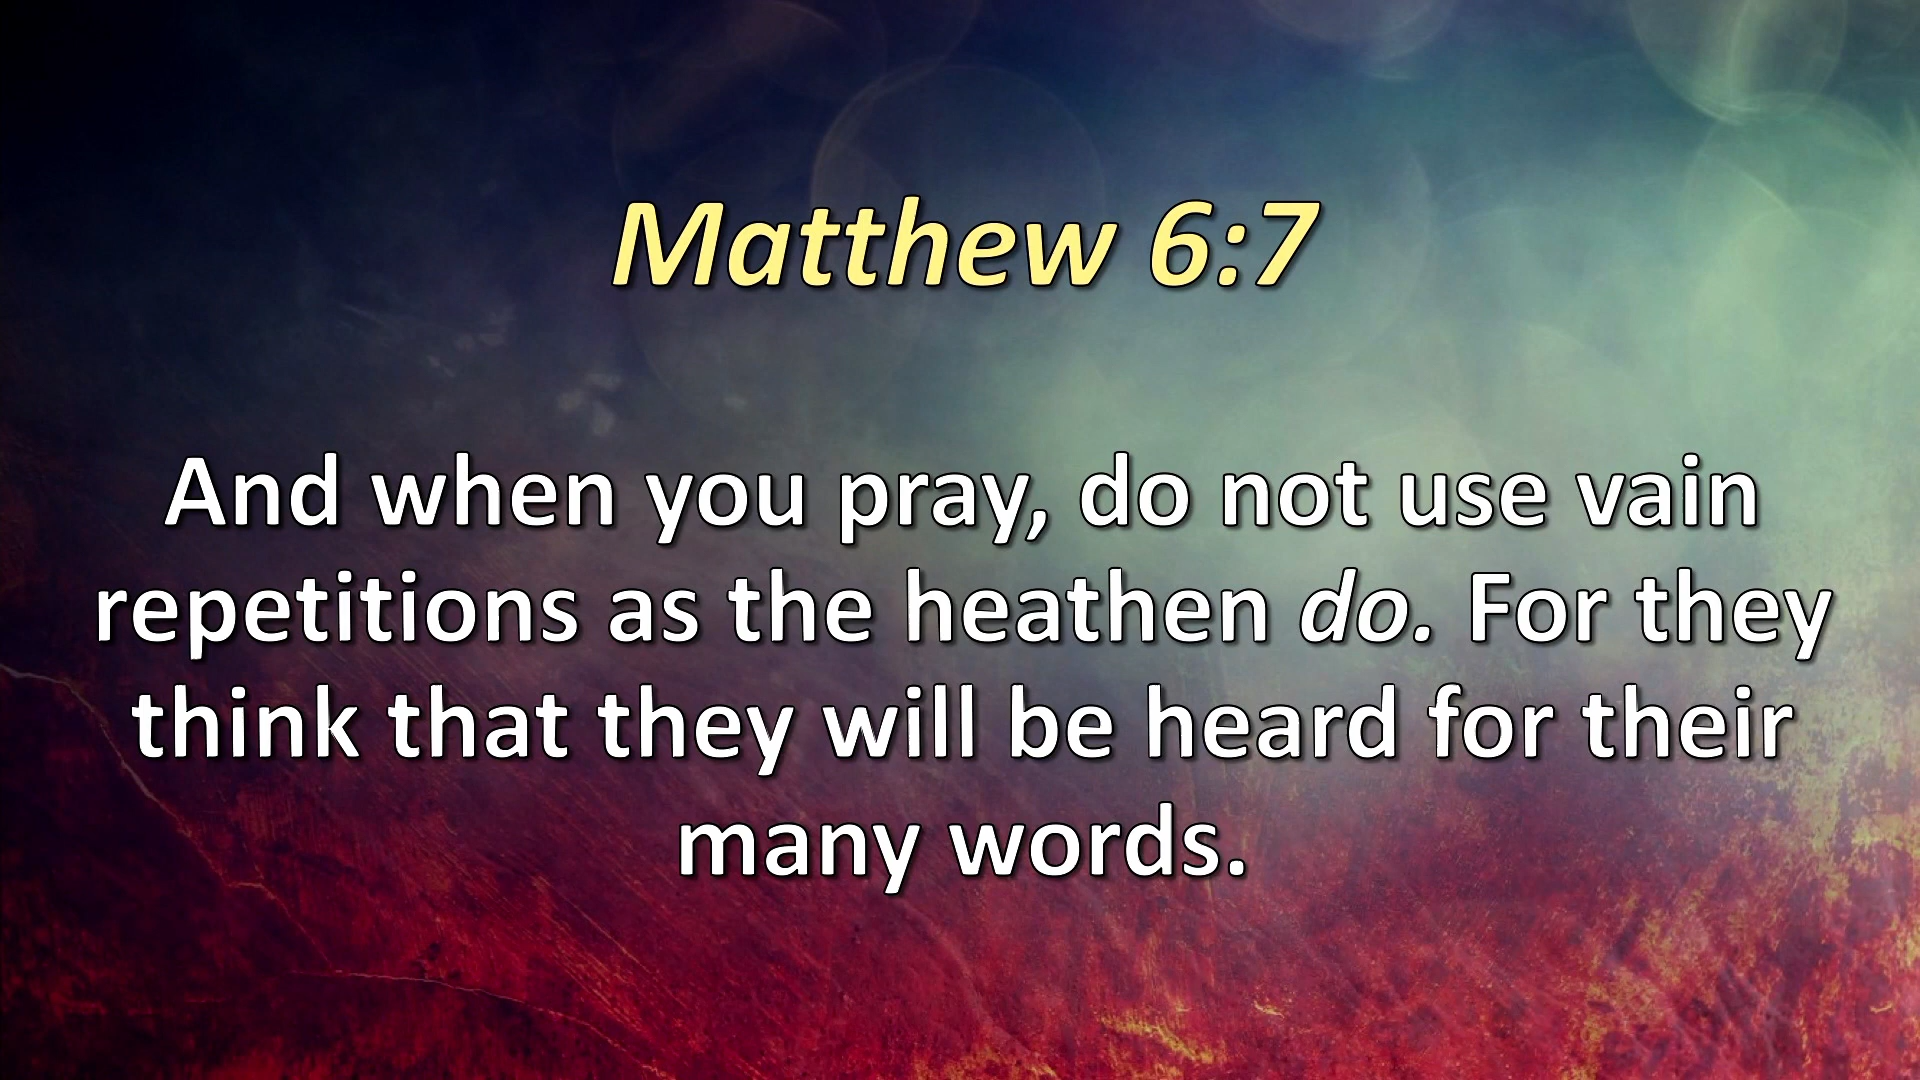 Matthew 6:7
And when you pray, do not use vain
repetitions as the heathen do. For they
think that they will be heard for their
many words.